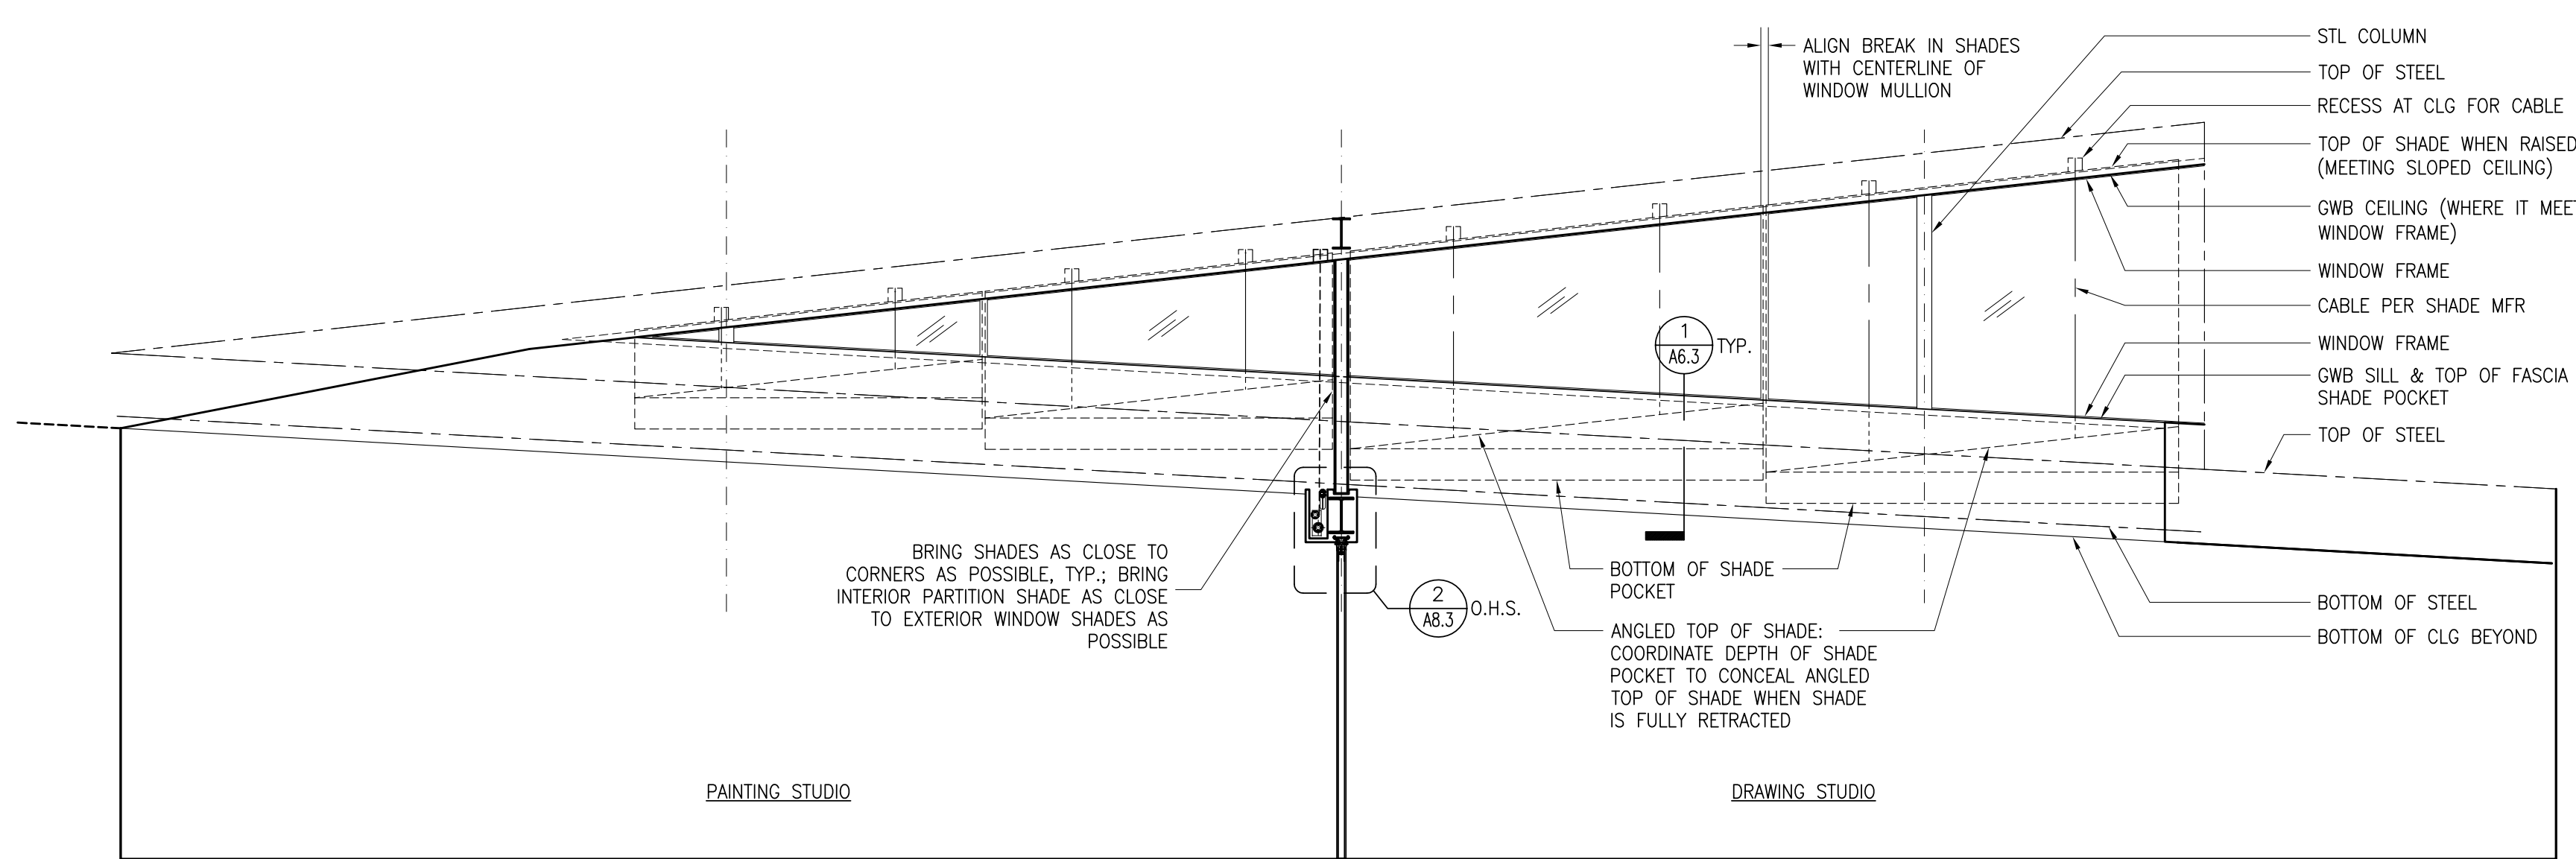 ALIGN BREAK IN SHADES
WITH CENTERLINE OF
WINDOW MULLION
STL COLUMN
TOP OF STEEL
RECESS AT CLG FOR CABLE
TOP OF SHADE WHEN RAISED
(MEETING SLOPED CEILING)
GWB CEILING (WHERE IT MEET
WINDOW FRAME)
WINDOW FRAME
CABLE PER SHADE MFR
WINDOW FRAME
GWB SILL & TOP OF FASCIA
SHADE POCKET
TOP OF STEEL
BOTTOM OF STEEL
BOTTOM OF CLG BEYOND
1
A6.3
TYP.
BRING SHADES AS CLOSE TO
CORNERS AS POSSIBLE, TYP.; BRING
INTERIOR PARTITION SHADE AS CLOSE
TO EXTERIOR WINDOW SHADES AS
POSSIBLE
2
A8.3
O.H.S.
BOTTOM OF SHADE
POCKET
ANGLED TOP OF SHADE:
COORDINATE DEPTH OF SHADE
POCKET TO CONCEAL ANGLED
TOP OF SHADE WHEN SHADE
IS FULLY RETRACTED
PAINTING STUDIO
DRAWING STUDIO